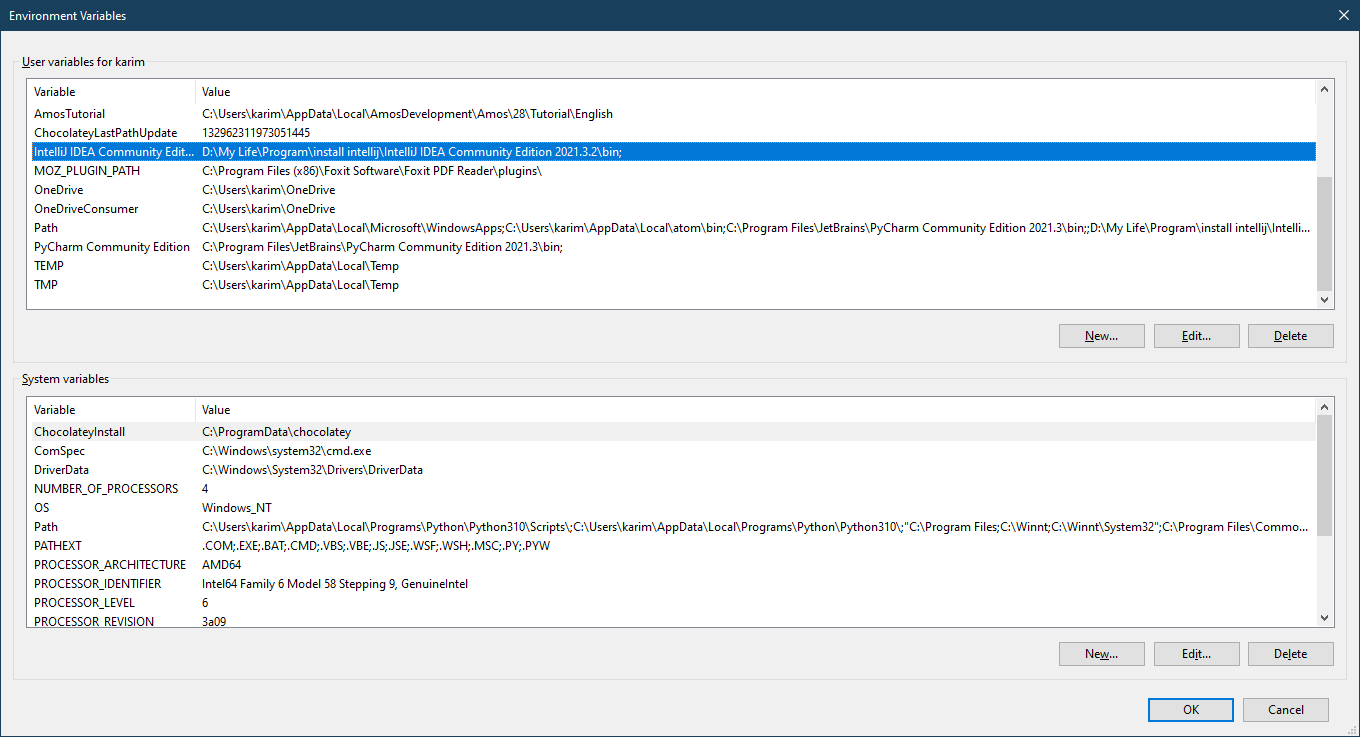 Environment Variables
User variables for karim
Variable Value
AmosTutorial C:\Users\karim\AppData\Local\AmosDevelopment\Amos\28\Tutorial\English
ChocolateyLastPathUpdate 132962311973051445
IntelliJ IDEA Community Edit... D:\My Life\Program\install intellij\IntelliJ IDEA Community Edition 2021.3.2\bin;
MOZ_PLUGIN_PATH C:\Program Files (x86)\Foxit Software\Foxit PDF Reader\plugins\
OneDrive C:\Users\karim\OneDrive
OneDriveConsumer C:\Users\karim\OneDrive
Path C:\Users\karim\AppData\Local\Microsoft\WindowsApps;C:\Users\karim\AppData\Local\atom\bin;C:\Program Files\JetBrains\PyCharm Community Edition 2021.3\bin;;D:\My Life\Program\install intellij\Intelli...
PyCharm Community Edition C:\Program Files\JetBrains\PyCharm Community Edition 2021.3\bin;
TEMP C:\Users\karim\AppData\Local\Temp
TMP C:\Users\karim\AppData\Local\Temp
New... Edit... Delete
System variables
Variable Value
ChocolateyInstall C:\ProgramData\chocolatey
ComSpec C:\Windows\system32\cmd.exe
DriverData C:\Windows\System32\Drivers\DriverData
NUMBER_OF_PROCESSORS 4
OS Windows_NT
Path C:\Users\karim\AppData\Local\Programs\Python\Python310\Scripts\;C:\Users\karim\AppData\Local\Programs\Python\Python310\;"C:\Program Files;C:\Winnt;C:\Winnt\System32";C:\Program Files\Commo...
PATHEXT .COM;.EXE;.BAT;.CMD;.VBS;.VBE;.JS;.JSE;.WSF;.WSH;.MSC;.PY;.PYW
PROCESSOR_ARCHITECTURE AMD64
PROCESSOR_IDENTIFIER Intel64 Family 6 Model 58 Stepping 9, GenuineIntel
PROCESSOR_LEVEL 6
PROCESSOR_REVISION 3a09
New... Edit... Delete
OK Cancel